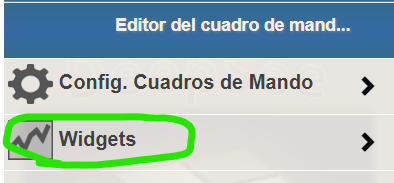 Editor del cuadro de mand...
Config. Cuadros de Mando
Widgets